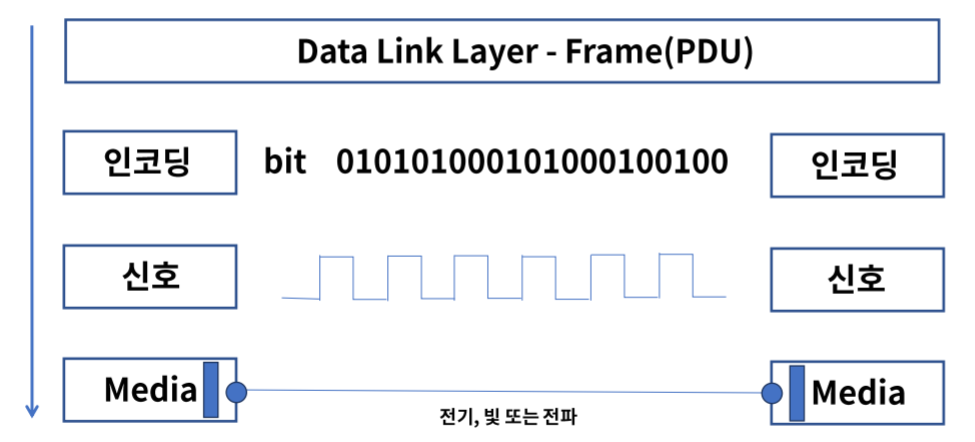 Data Link Layer - Frame(PDU)
인코딩 bit 010101000101000100100 인코딩
신호 신호
Media Media
전기, 빛 또는 전파